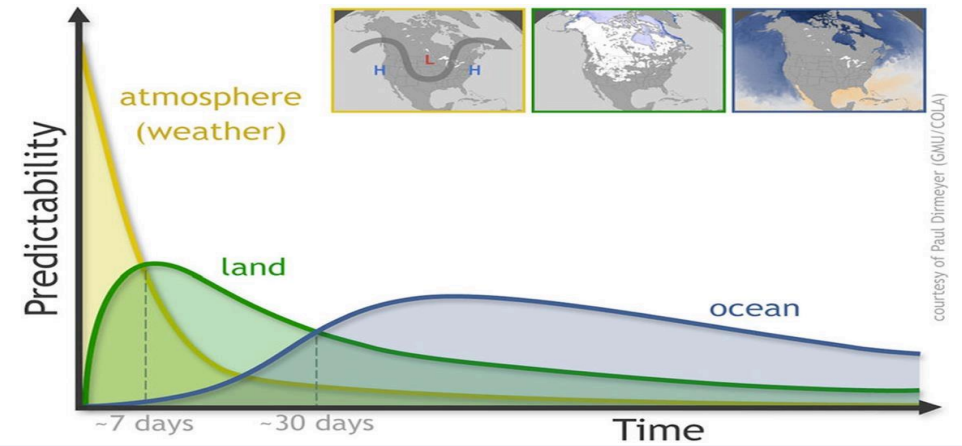 H
L
H
atmosphere
(weather)
land
ocean
Predictability
~7 days
~30 days
Time
courtesy of Paul Dirmeyer (GMU/COLA)